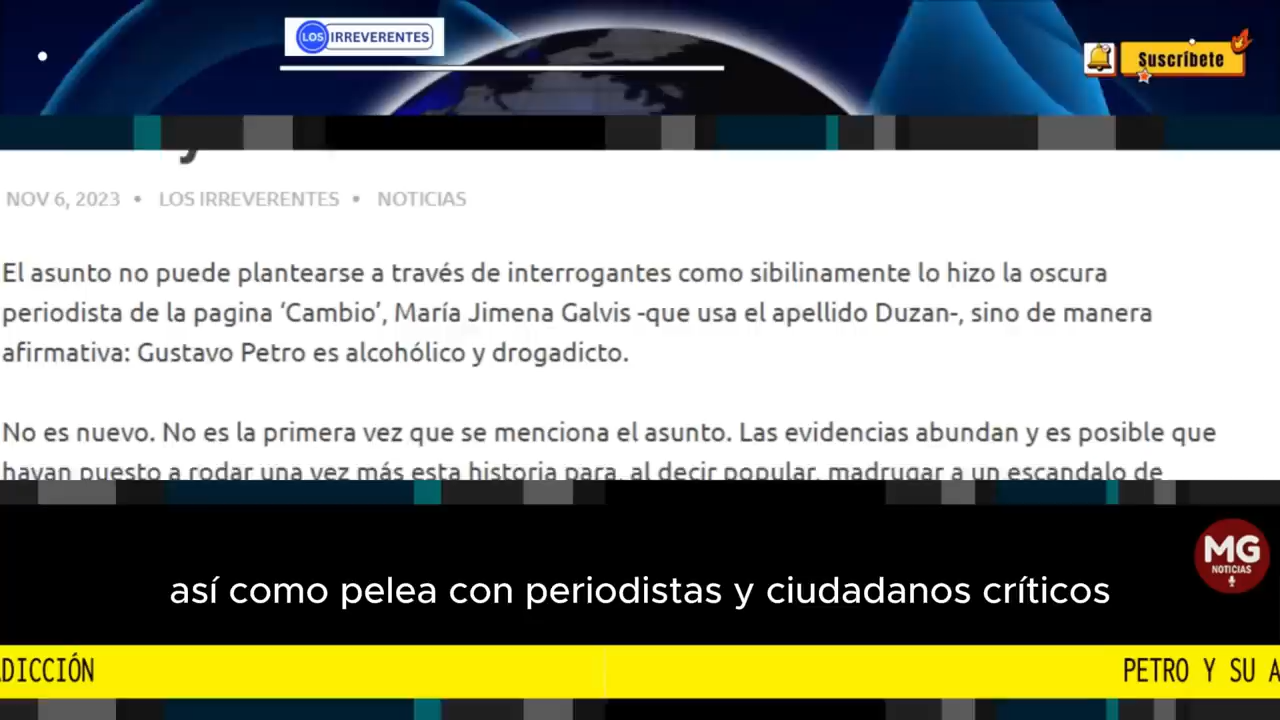 LOS IRREVERENTES
Suscríbete
y
NOV 6, 2023 • LOS IRREVERENTES • NOTICIAS
El asunto no puede plantearse a través de interrogantes como sibilinamente lo hizo la oscura
periodista de la pagina ‘Cambio’, María Jimena Galvis -que usa el apellido Duzan-, sino de manera
afirmativa: Gustavo Petro es alcohólico y drogadicto.
No es nuevo. No es la primera vez que se menciona el asunto. Las evidencias abundan y es posible que
hayan puesto a rodar una vez más esta historia para, al decir popular, madrugar a un escandalo de
MG
NOTICIAS
así como pelea con periodistas y ciudadanos críticos
ADICCIÓN PETRO Y SU A